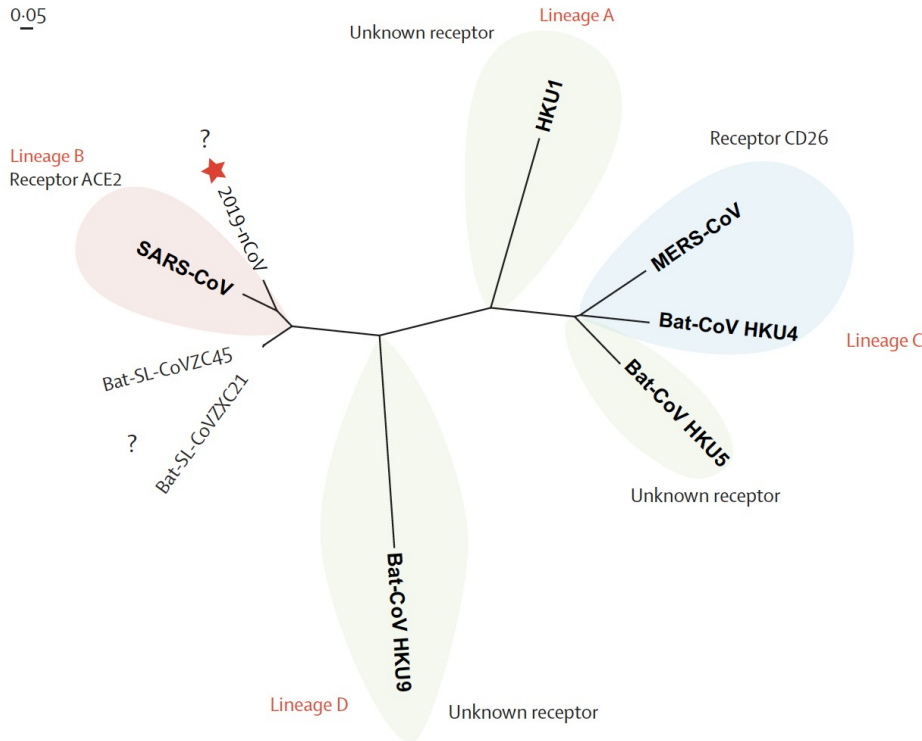 0·05
Unknown receptor
Lineage A
HKU1
Receptor CD26
MERS-CoV
Bat-CoV HKU4
Lineage C
Bat-CoV HKU5
Unknown receptor
?
Lineage B
Receptor ACE2
2019-nCoV
SARS-CoV
Bat-SL-CoVZC45
Bat-SL-CoVZXC21
?
Bat-CoV HKU9
Lineage D
Unknown receptor